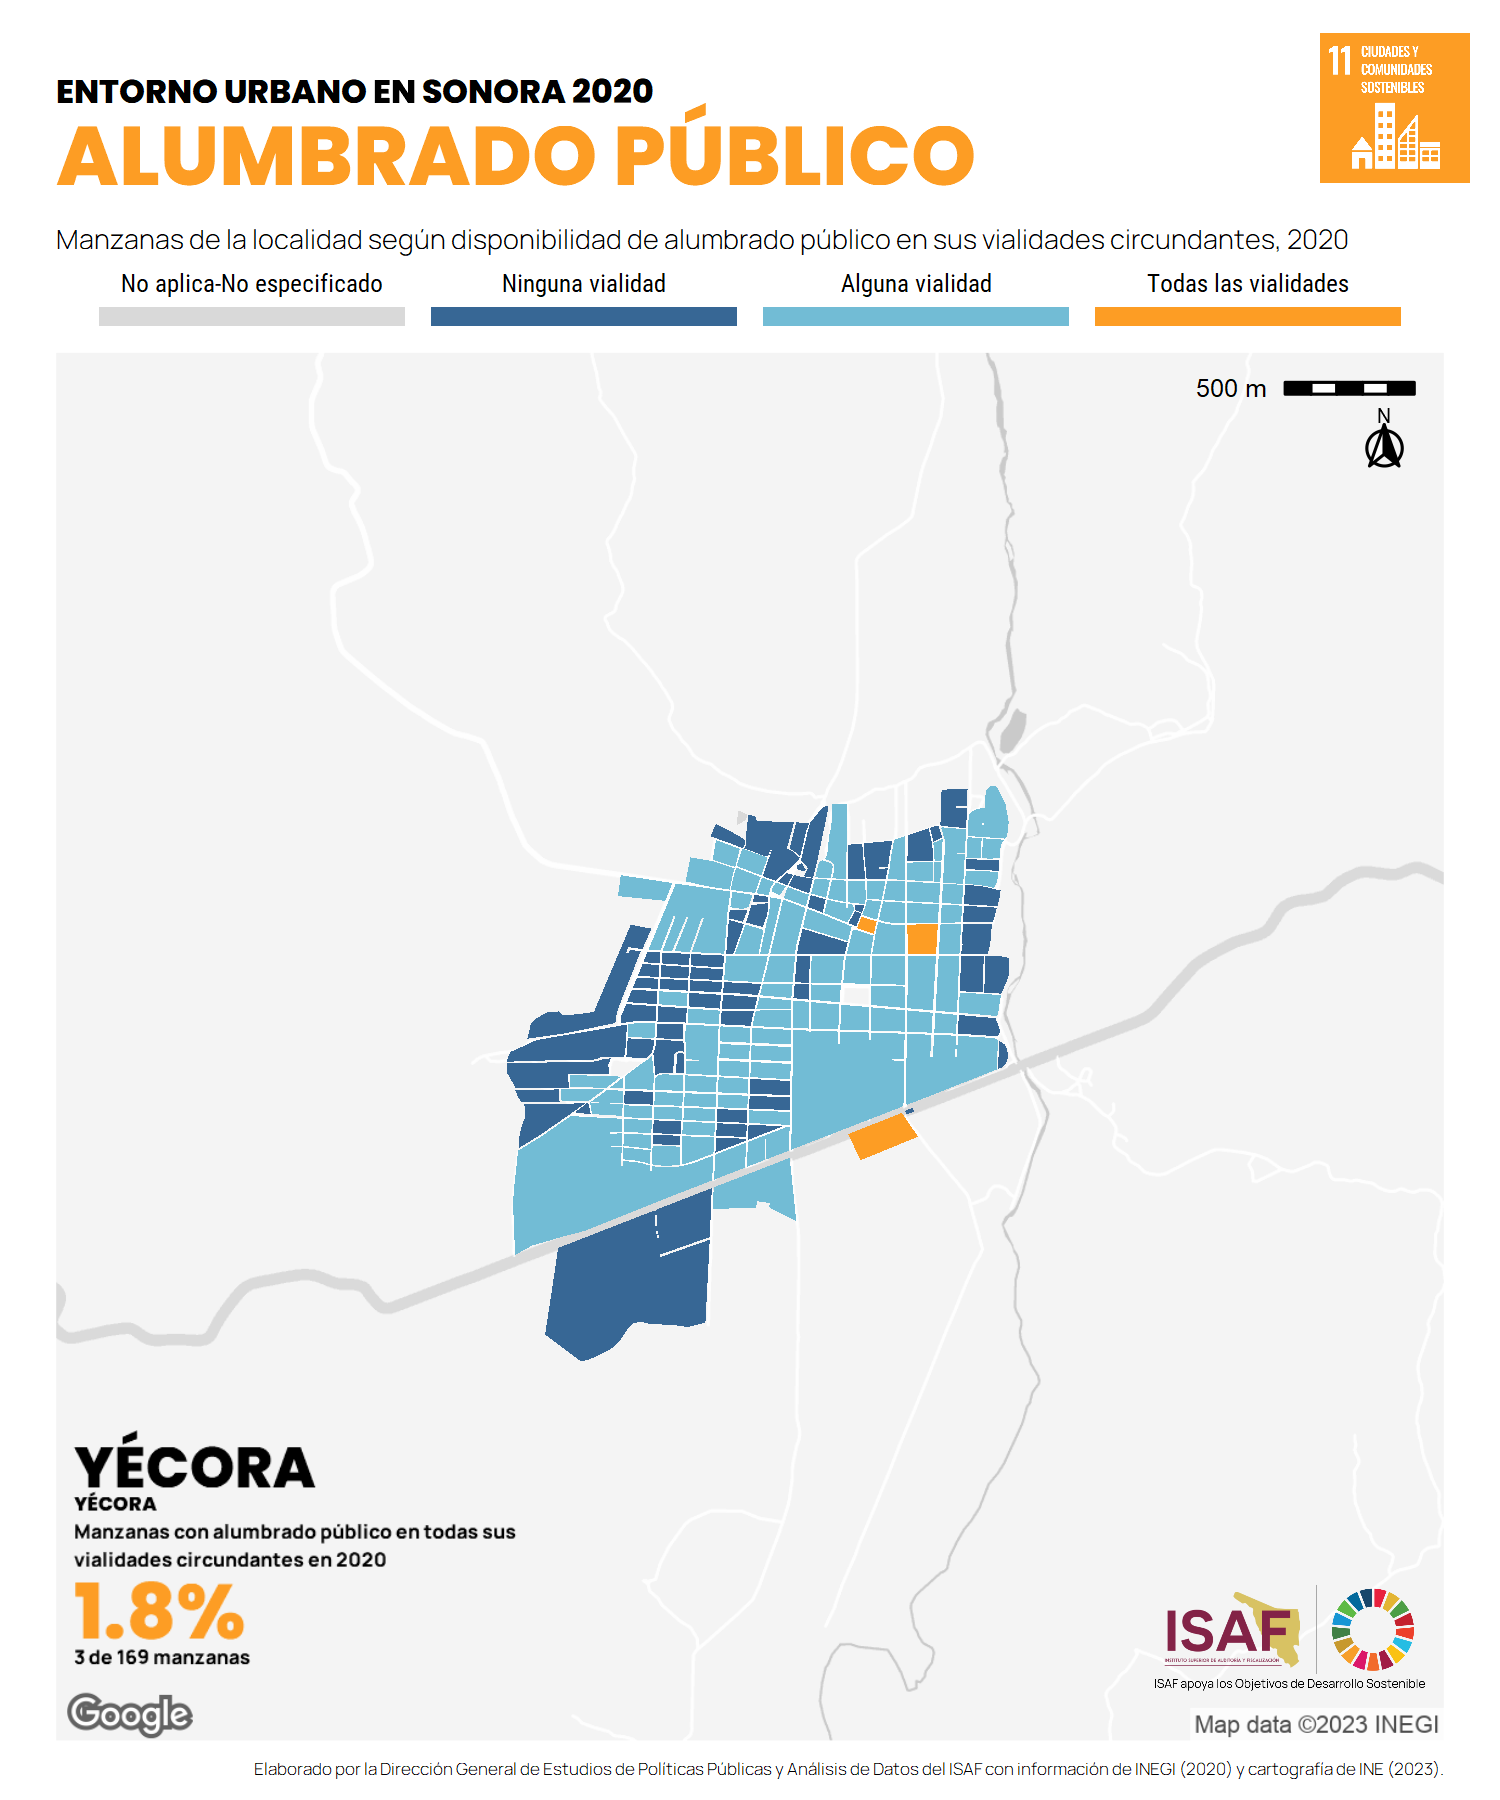 11 CIUDADES Y
COMUNIDADES
SOSTENIBLES
ENTORNO URBANO EN SONORA 2020
ALUMBRADO PÚBLICO
Manzanas de la localidad según disponibilidad de alumbrado público en sus vialidades circundantes, 2020
No aplica-No especificado
Ninguna vialidad
Alguna vialidad
Todas las vialidades
500 m
N
YÉCORA
YÉCORA
Manzanas con alumbrado público en todas sus
vialidades circundantes en 2020
1.8%
3 de 169 manzanas
Google
ISAF
INSTITUTO SUPERIOR DE AUDITORÍA Y FISCALIZACIÓN
ISAF apoya los Objetivos de Desarrollo Sostenible
Map data ©2023 INEGI
Elaborado por la Dirección General de Estudios de Políticas Públicas y Análisis de Datos del ISAF con información de INEGI (2020) y cartografía de INE (2023).